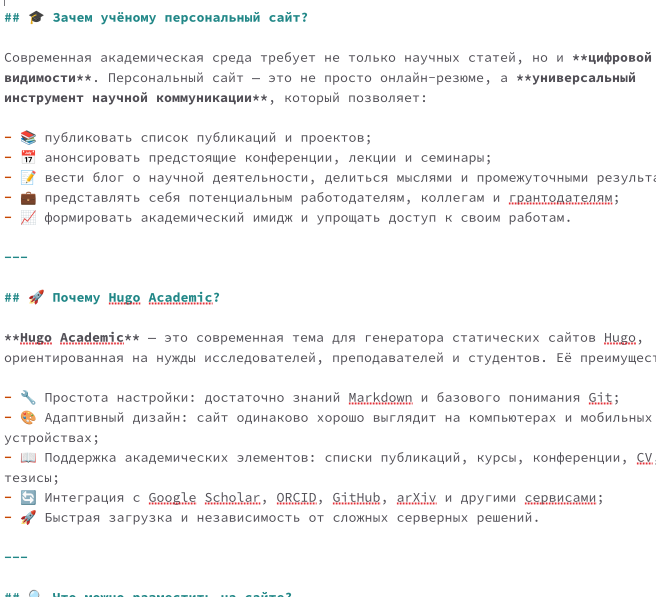 ## 🎓 Зачем учёному персональный сайт?
Современная академическая среда требует не только научных статей, но и **цифровой
видимости**. Персональный сайт — это не просто онлайн-резюме, а **универсальный
инструмент научной коммуникации**, который позволяет:
- 📚 публиковать список публикаций и проектов;
- 📅 анонсировать предстоящие конференции, лекции и семинары;
- 📝 вести блог о научной деятельности, делиться мыслями и промежуточными результа
- 💼 представлять себя потенциальным работодателям, коллегам и грантодателям;
- 📈 формировать академический имидж и упрощать доступ к своим работам.
---
## 🚀 Почему Hugo Academic?
**Hugo Academic** — это современная тема для генератора статических сайтов Hugo,
ориентированная на нужды исследователей, преподавателей и студентов. Её преимущест
- 🔧 Простота настройки: достаточно знаний Markdown и базового понимания Git;
- 🎨 Адаптивный дизайн: сайт одинаково хорошо выглядит на компьютерах и мобильных
устройствах;
- 📖 Поддержка академических элементов: списки публикаций, курсы, конференции, CV,
тезисы;
- 🔄 Интеграция с Google Scholar, ORCID, GitHub, arXiv и другими сервисами;
- 🚀 Быстрая загрузка и независимость от сложных серверных решений.
---
## 🔍 Что можно разместить на сайте?